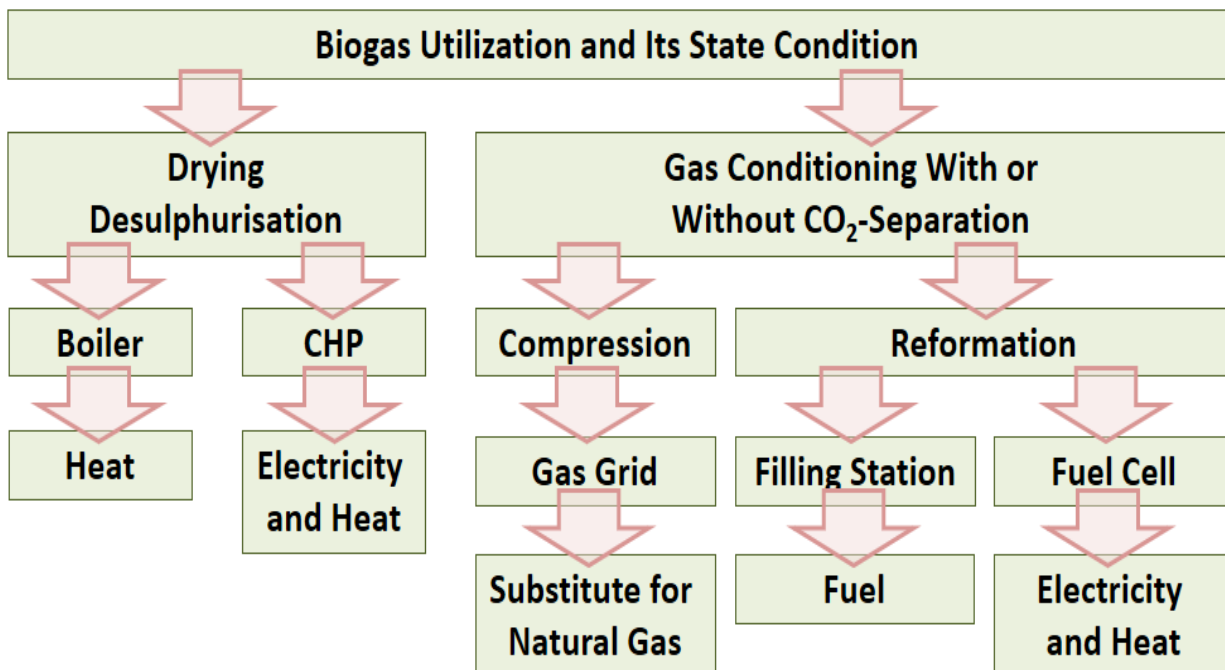 Biogas Utilization and Its State Condition
Drying
Desulphurisation
Gas Conditioning With or
Without CO₂-Separation
Boiler
CHP
Compression
Reformation
Heat
Electricity
and Heat
Gas Grid
Filling Station
Fuel Cell
Substitute for
Natural Gas
Fuel
Electricity
and Heat